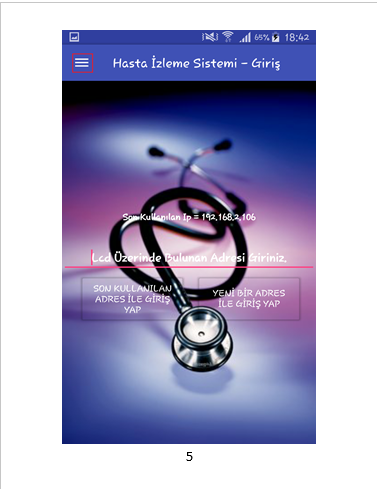 65% 18:42
Hasta İzleme Sistemi - Giriş
Son Kullanılan Ip = 192.168.2.106
Lcd Üzerinde Bulunan Adresi Giriniz.
SON KULLANILAN
ADRES İLE GİRİŞ
YAP
YENİ BİR ADRES
İLE GİRİŞ YAP
5